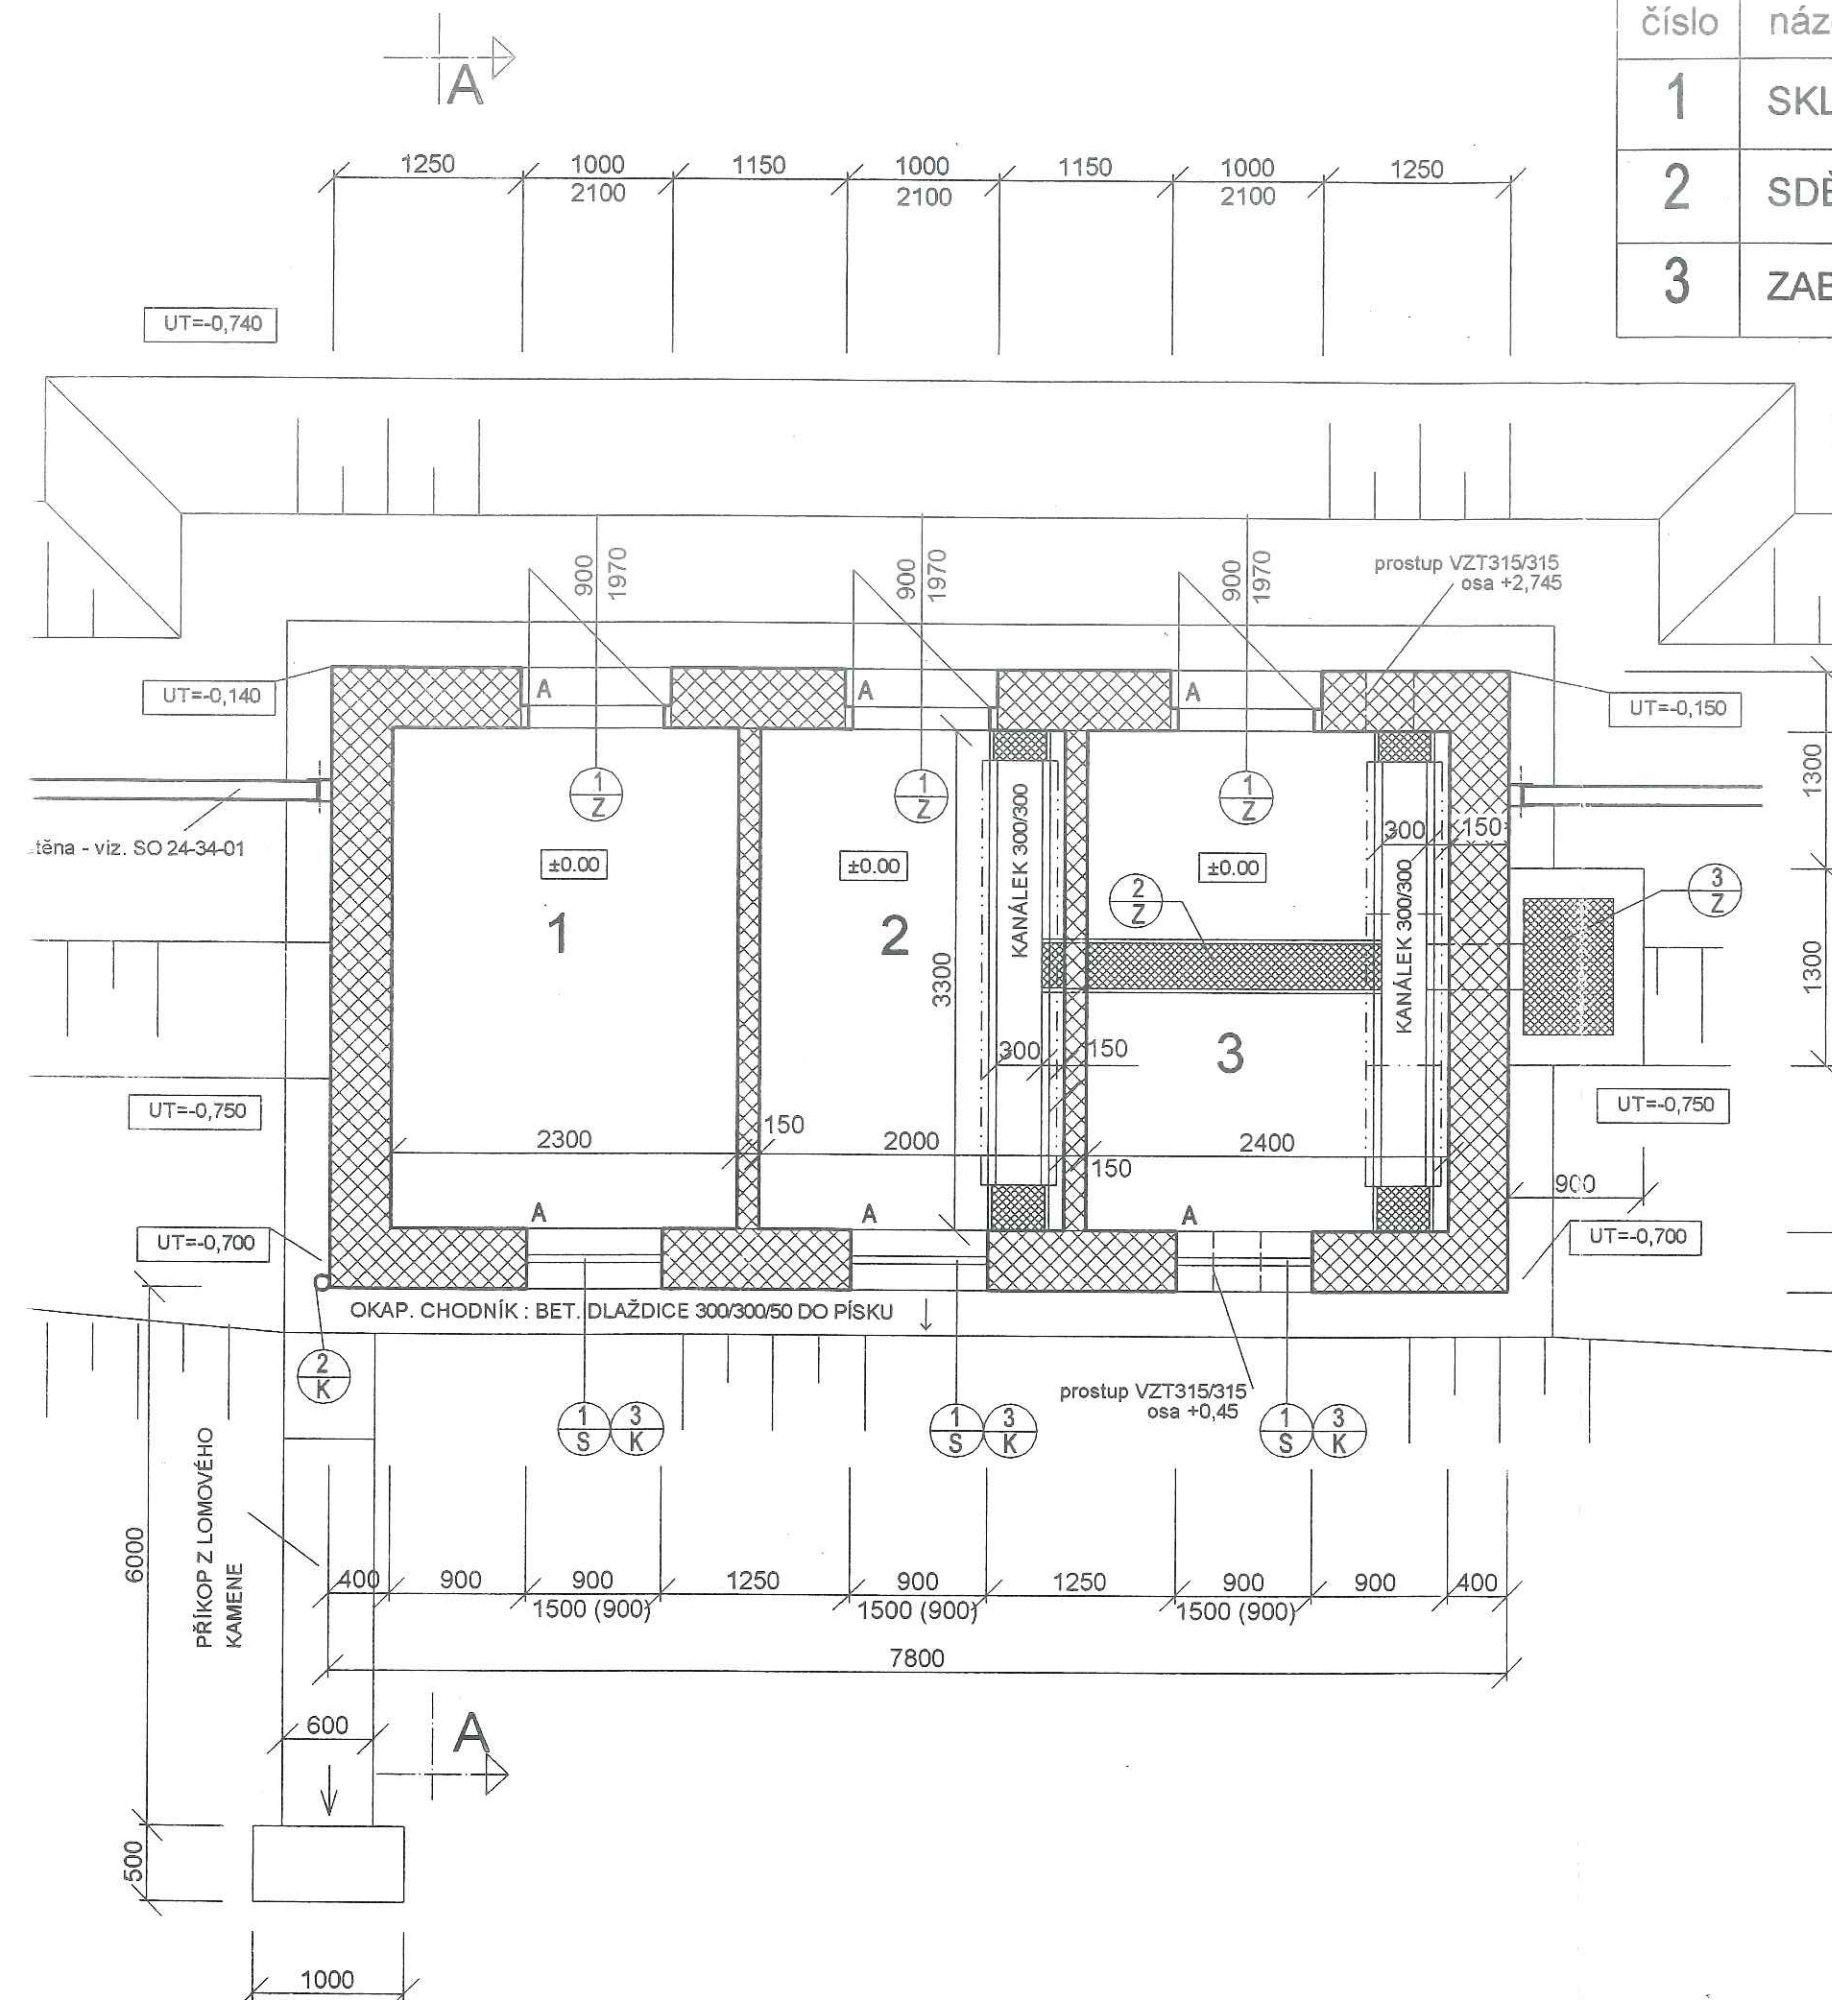 číslo
1
2
3
A
1250 1000 1150 1000 1150 1000 1250
2100 2100 2100
UT=-0,740
900
1970
900
1970
900
1970
prostup VZT315/315
osa +2,745
UT=-0,140
A A A
UT=-0,150
1
Z
1
Z
1
Z
1300
KANÁLEK 300/300
300 150
těna - viz. SO 24-34-01
±0.00 ±0.00 ±0.00
2
Z
3
Z
KANÁLEK 300/300
1 2
3300
1300
3
300 150
UT=-0,750
UT=-0,750
2300 150 2000 150 2400
900
A A A
UT=-0,700
UT=-0,700
OKAP. CHODNÍK : BET. DLAŽDICE 300/300/50 DO PÍSKU
2
K
prostup VZT315/315
osa +0,45
1
S
3
K
1
S
3
K
1
S
3
K
PŘÍKOP Z LOMOVÉHO
KAMENE
6000
400 900 900 1250 900 1250 900 900 400
1500 (900) 1500 (900) 1500 (900)
7800
600
A
500
1000